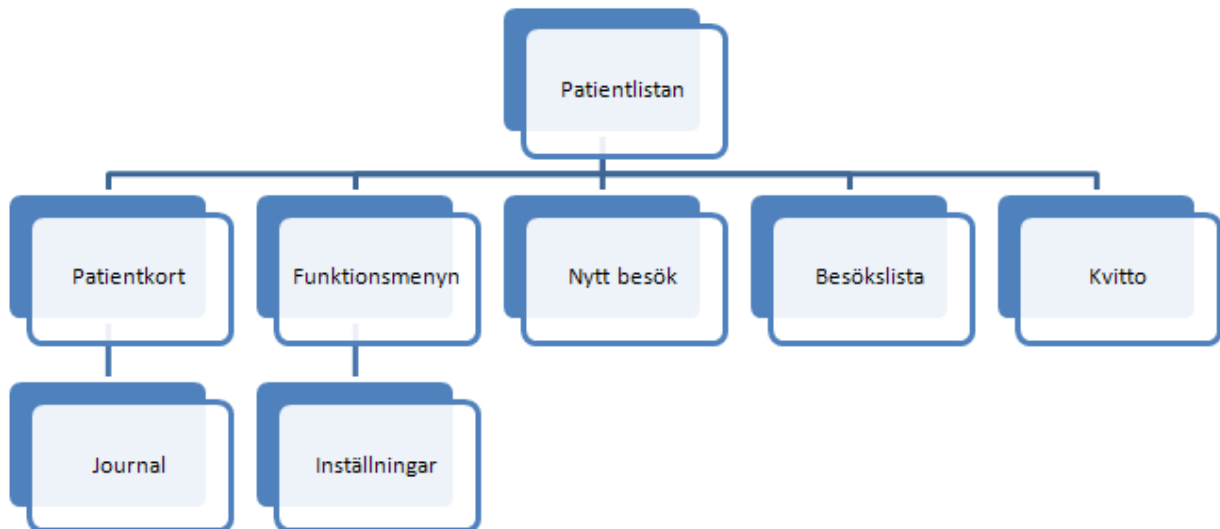 Patientlistan
Patientkort
Funktionsmenyn
Nytt besök
Besökslista
Kvitto
Journal
Inställningar